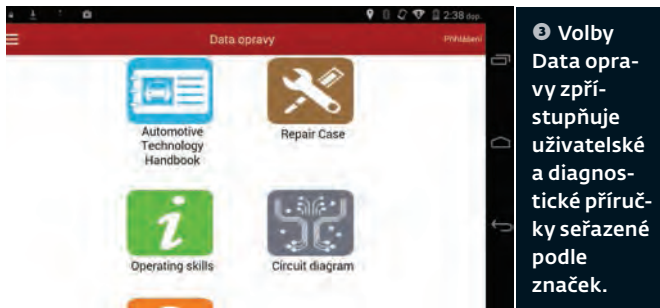 2:38 dop.
Data opravy
Přihlášení
Automotive
Technology
Handbook
Repair Case
Operating skills
Circuit diagram
❸ Volby
Data opra-
vy zpří-
stupňuje
uživatelské
a diagnos-
tické příruč-
ky seřazené
podle
značek.